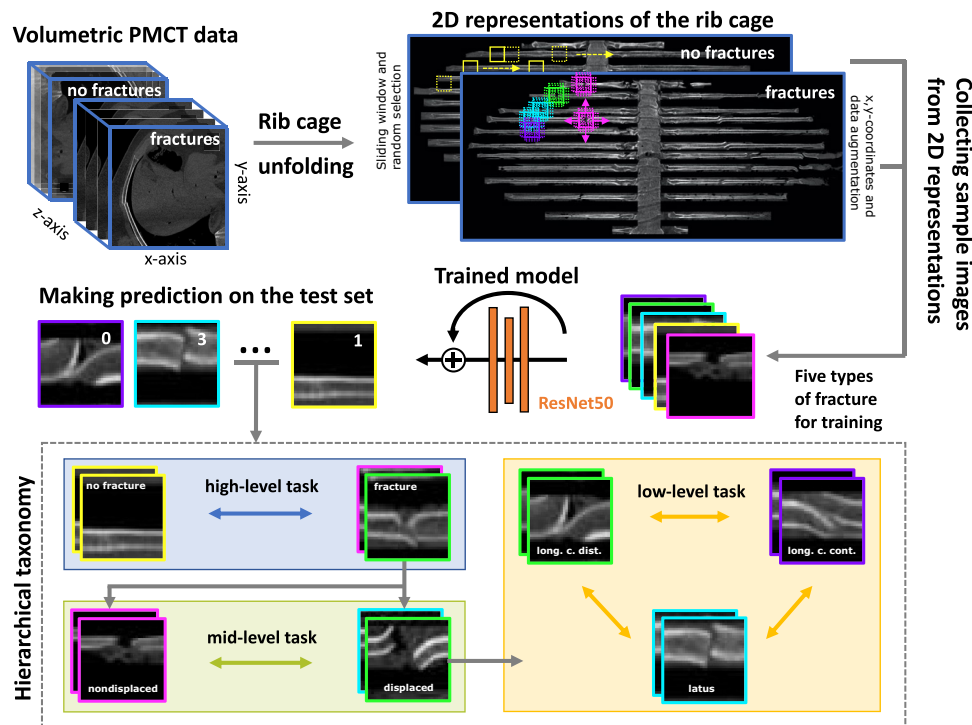 Volumetric PMCT data
no fractures
fractures
z-axis
x-axis
y-axis
Rib cage
unfolding
2D representations of the rib cage
Sliding window and
random selection
no fractures
fractures
x,y-coordinates and
data augmentation
Collecting sample images
from 2D representations
Making prediction on the test set
0
3
...
1
Trained model
ResNet50
Five types
of fracture
for training
Hierarchical taxonomy
no fracture
high-level task
fracture
nondisplaced
mid-level task
displaced
long. c. dist.
low-level task
long. c. cont.
latus